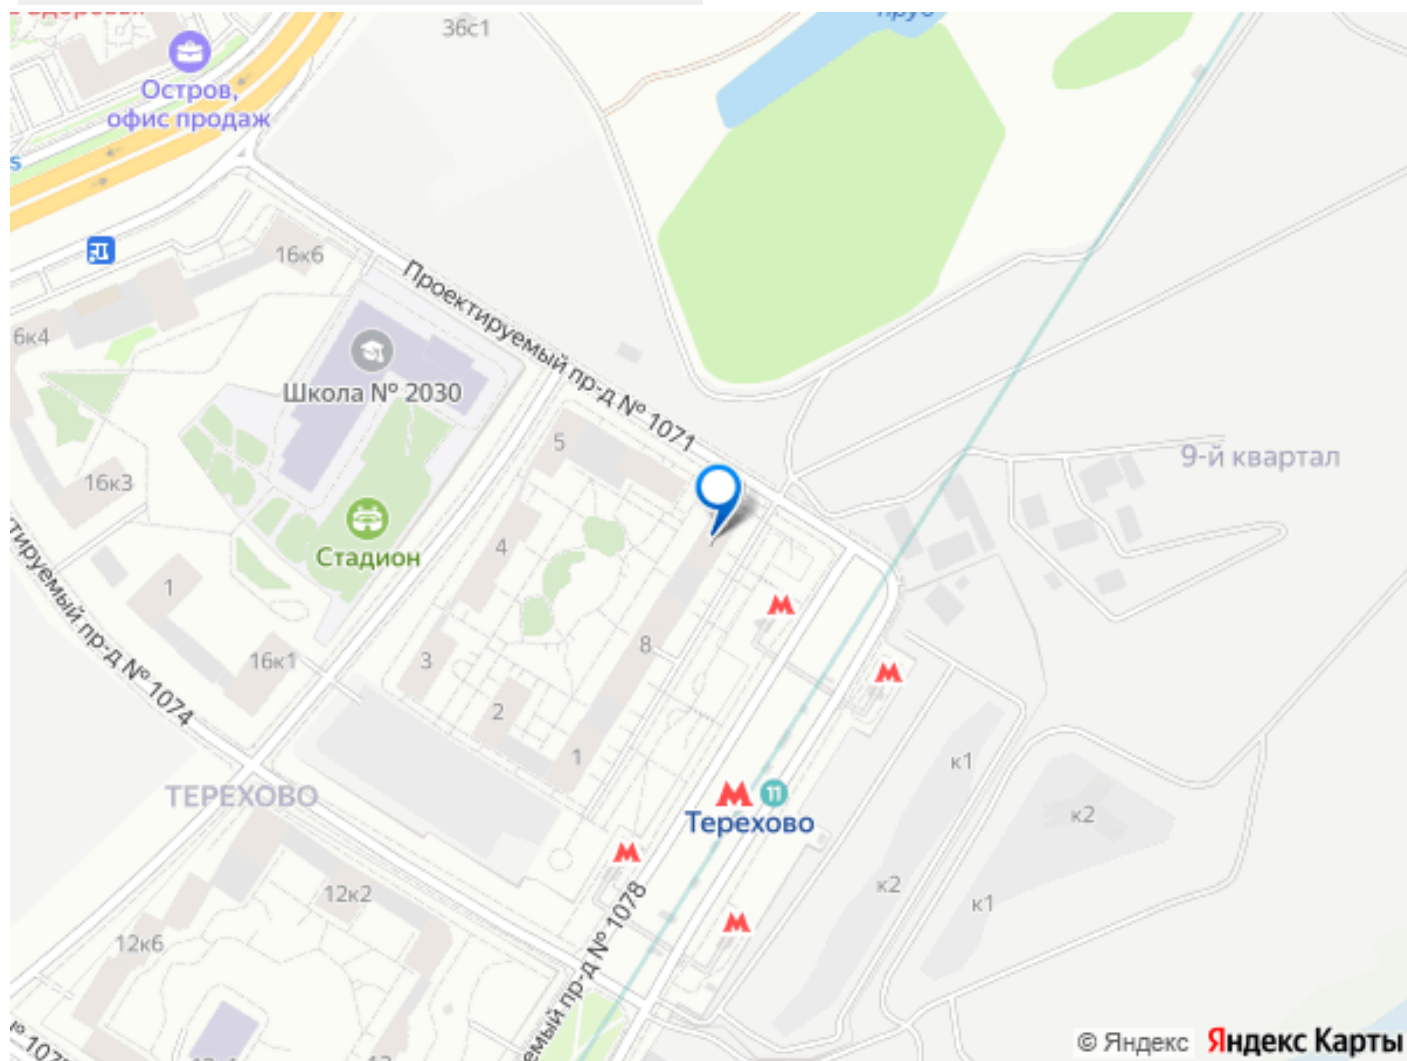 36с1
Остров,
офис продаж
16к6
6к4
Проектируемый пр-д № 1071
Школа № 2030
5
9-й квартал
16к3
4
Стадион
1
8
3
16к1
2
1
к1
ТЕРЕХОВО
11
Терехово
к2
к2
12к2
к1
12к6
пр-д № 1074
пр-д № 1078
© Яндекс Яндекс Карты